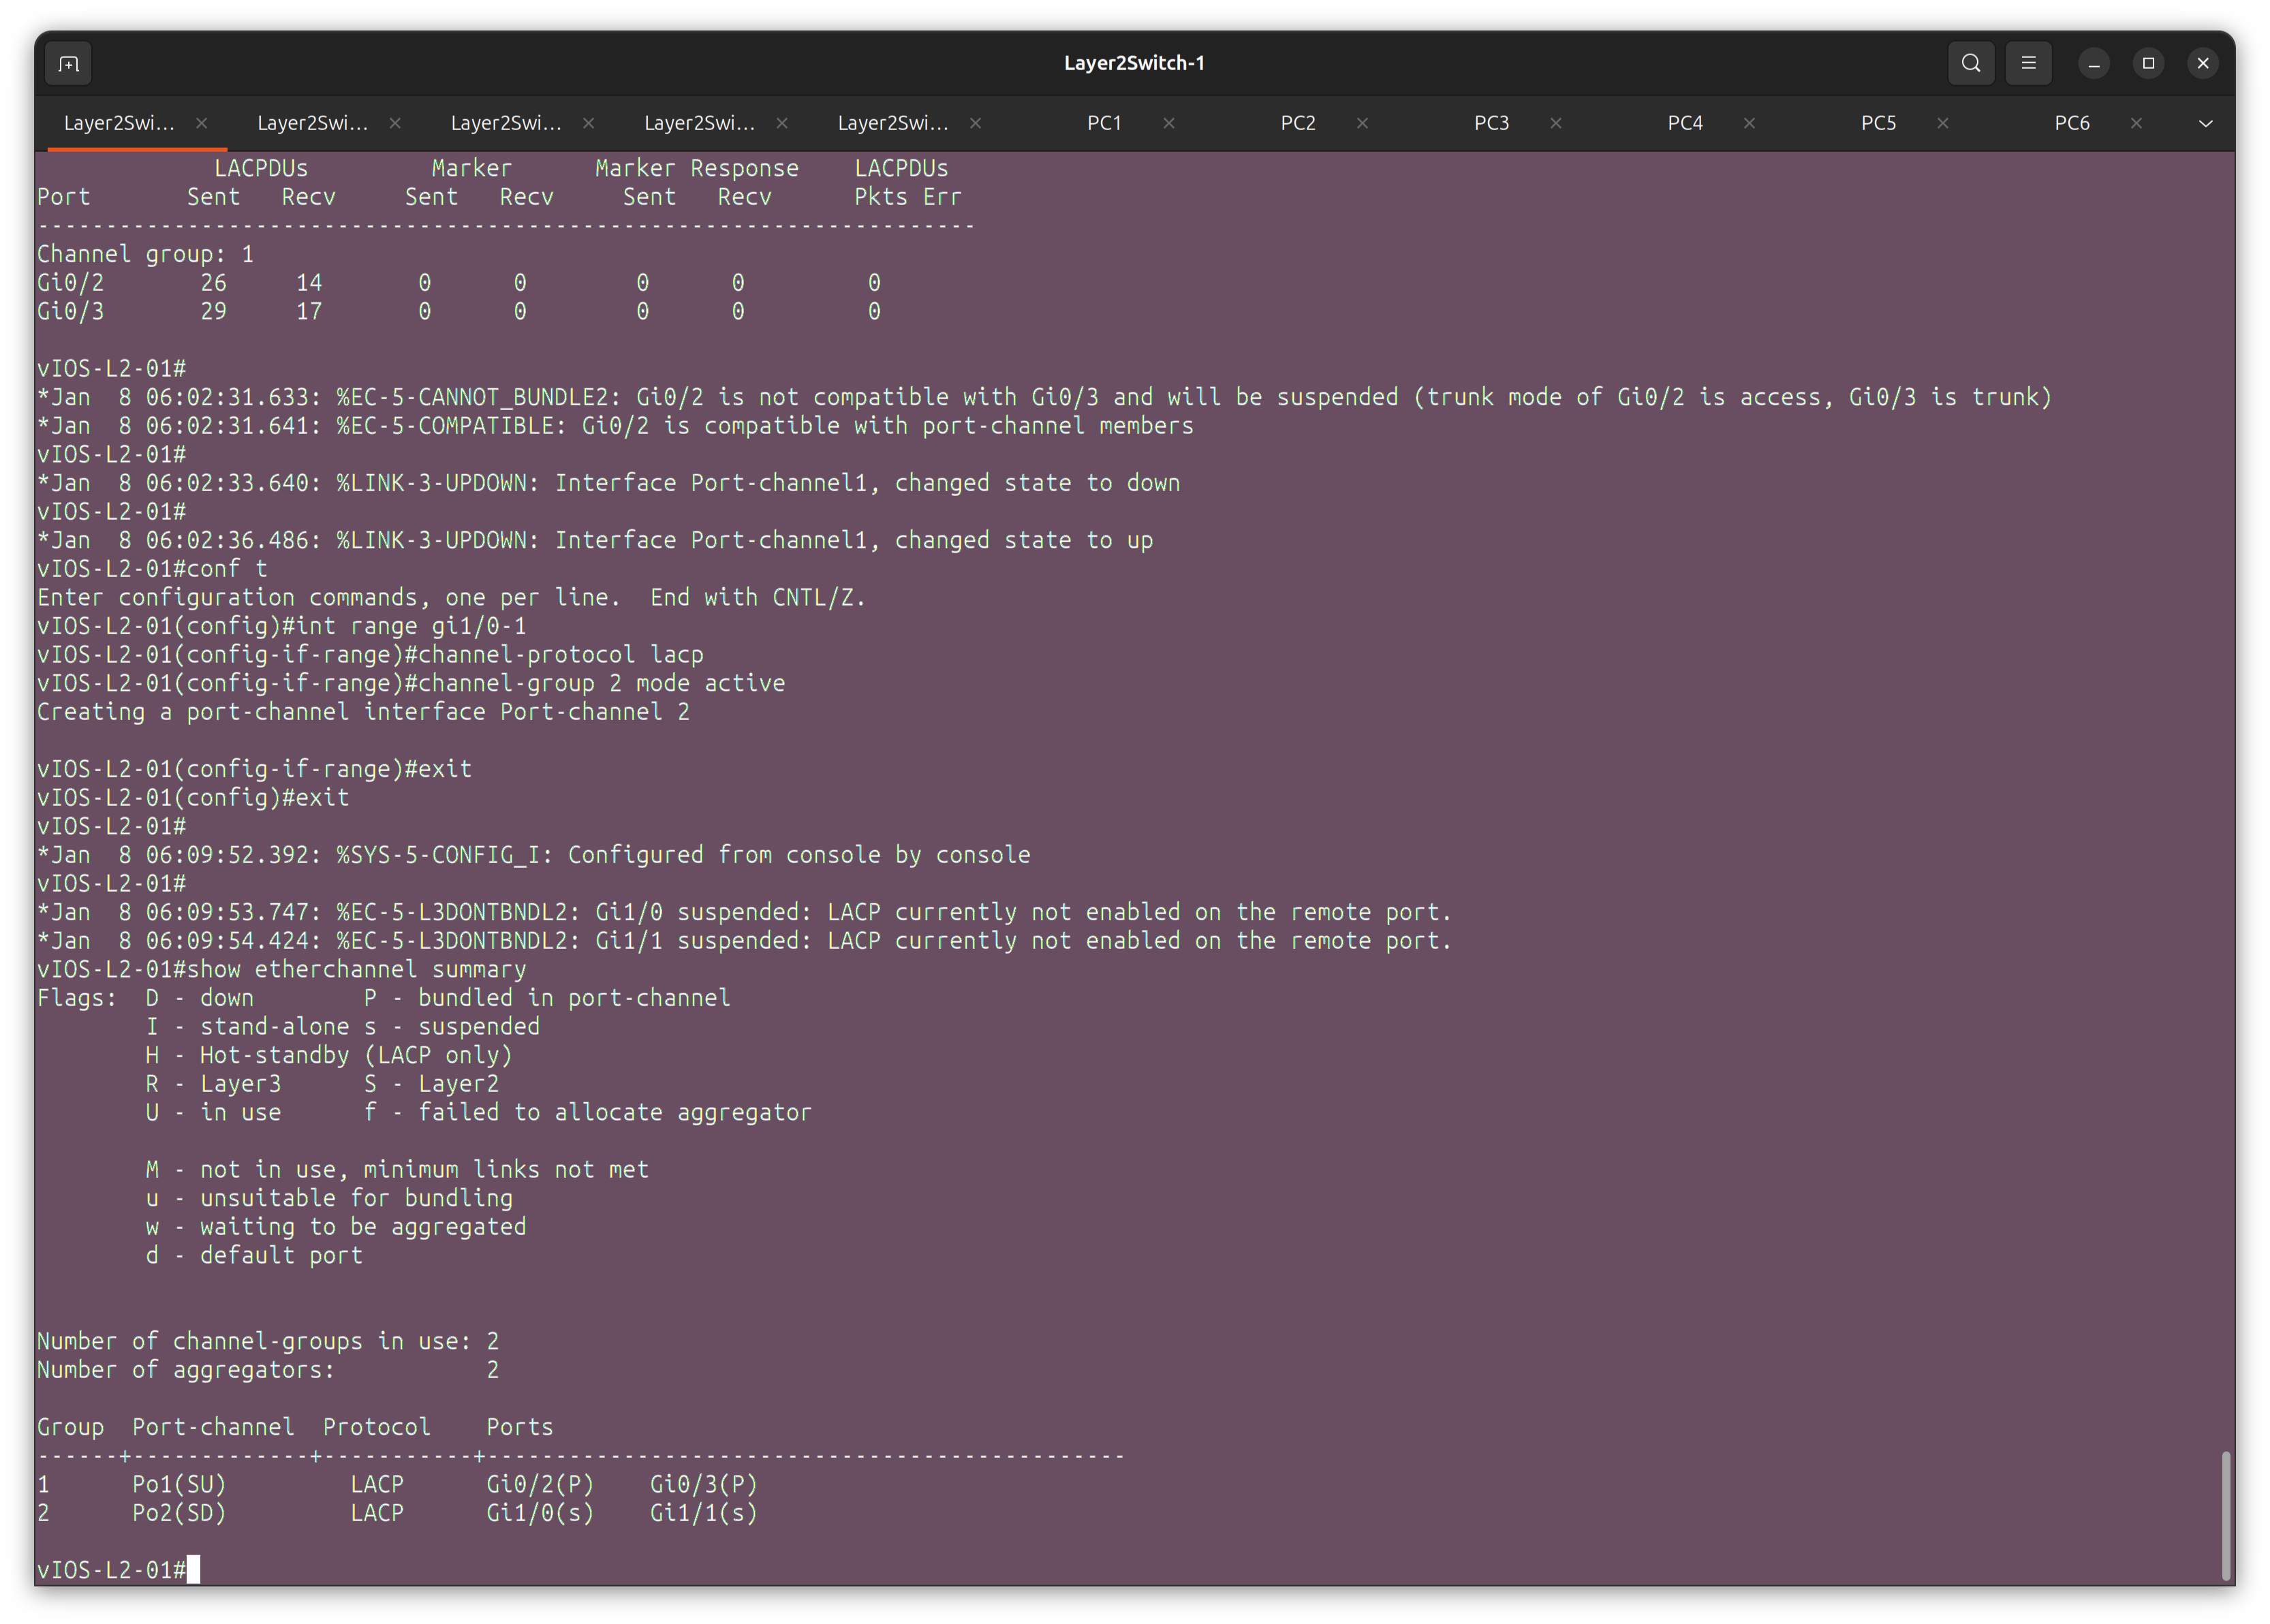 Layer2Switch-1
Layer2Swi... Layer2Swi... Layer2Swi... Layer2Swi... Layer2Swi... PC1 PC2 PC3 PC4 PC5 PC6
             LACPDUs         Marker      Marker Response    LACPDUs
Port       Sent   Recv     Sent   Recv     Sent   Recv      Pkts Err
---------------------------------------------------------------------
Channel group: 1
Gi0/2       26     14       0      0        0      0         0
Gi0/3       29     17       0      0        0      0         0
vIOS-L2-01#
*Jan  8 06:02:31.633: %EC-5-CANNOT_BUNDLE2: Gi0/2 is not compatible with Gi0/3 and will be suspended (trunk mode of Gi0/2 is access, Gi0/3 is trunk)
*Jan  8 06:02:31.641: %EC-5-COMPATIBLE: Gi0/2 is compatible with port-channel members
vIOS-L2-01#
*Jan  8 06:02:33.640: %LINK-3-UPDOWN: Interface Port-channel1, changed state to down
vIOS-L2-01#
*Jan  8 06:02:36.486: %LINK-3-UPDOWN: Interface Port-channel1, changed state to up
vIOS-L2-01#conf t
Enter configuration commands, one per line.  End with CNTL/Z.
vIOS-L2-01(config)#int range gi1/0-1
vIOS-L2-01(config-if-range)#channel-protocol lacp
vIOS-L2-01(config-if-range)#channel-group 2 mode active
Creating a port-channel interface Port-channel 2
vIOS-L2-01(config-if-range)#exit
vIOS-L2-01(config)#exit
vIOS-L2-01#
*Jan  8 06:09:52.392: %SYS-5-CONFIG_I: Configured from console by console
vIOS-L2-01#
*Jan  8 06:09:53.747: %EC-5-L3DONTBNDL2: Gi1/0 suspended: LACP currently not enabled on the remote port.
*Jan  8 06:09:54.424: %EC-5-L3DONTBNDL2: Gi1/1 suspended: LACP currently not enabled on the remote port.
vIOS-L2-01#show etherchannel summary
Flags:  D - down        P - bundled in port-channel
        I - stand-alone s - suspended
        H - Hot-standby (LACP only)
        R - Layer3      S - Layer2
        U - in use      f - failed to allocate aggregator
        M - not in use, minimum links not met
        u - unsuitable for bundling
        w - waiting to be aggregated
        d - default port
Number of channel-groups in use: 2
Number of aggregators:           2
Group  Port-channel  Protocol    Ports
------+-------------+-----------+-----------------------------------------------
1      Po1(SU)         LACP      Gi0/2(P)    Gi0/3(P)
2      Po2(SD)         LACP      Gi1/0(s)    Gi1/1(s)
vIOS-L2-01#